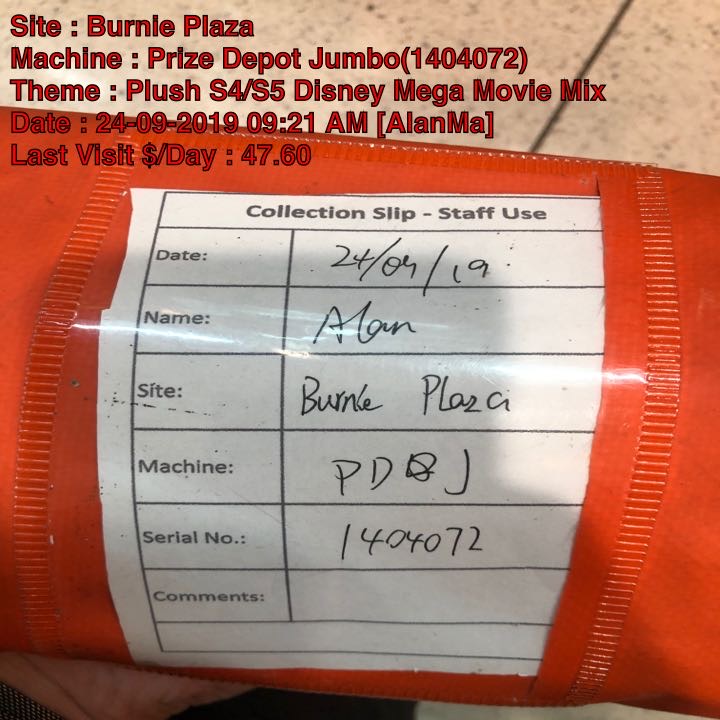 Site : Burnie Plaza
Machine : Prize Depot Jumbo(1404072)
Theme : Plush S4/S5 Disney Mega Movie Mix
Date : 24-09-2019 09:21 AM [AlanMa]
Last Visit $/Day : 47.60
Collection Slip - Staff Use
Date: 24/09/19
Name: Alan
Site: Burnie Plaza
Machine: PD J
Serial No.: 1404072
Comments: